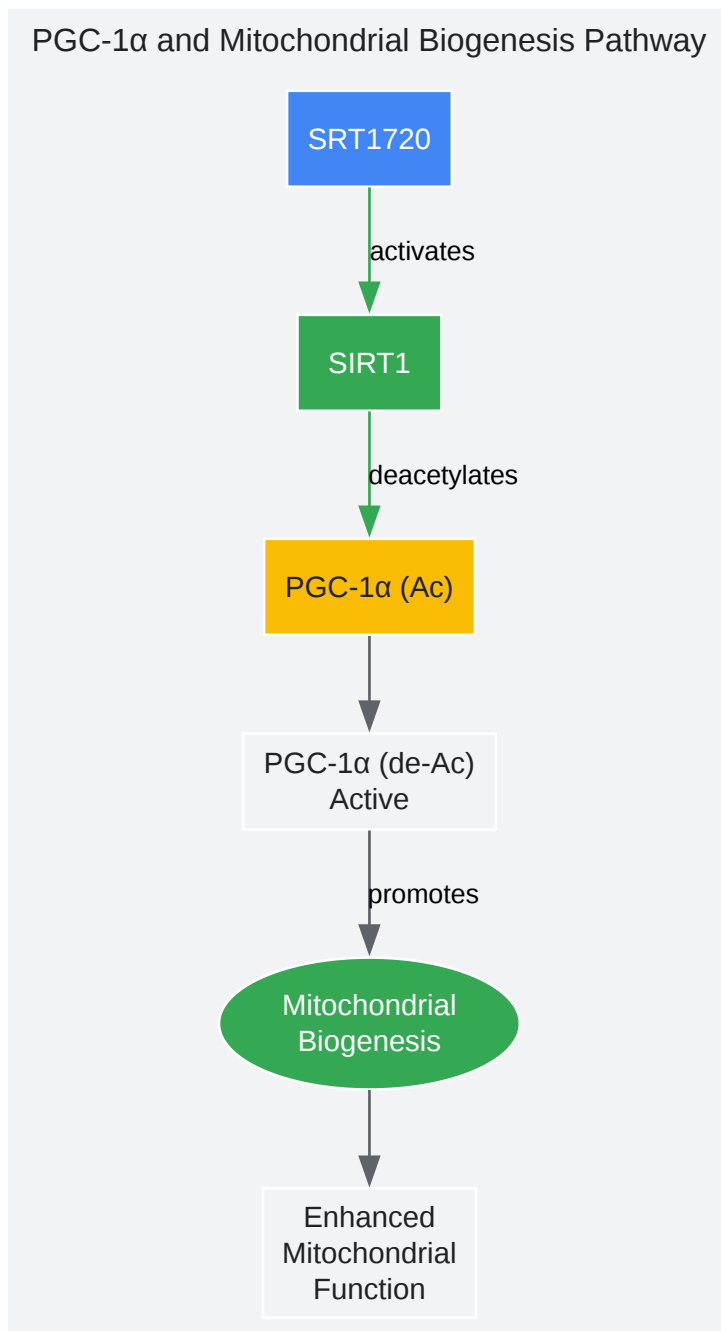 PGC-1α and Mitochondrial Biogenesis Pathway
SRT1720
activates
SIRT1
deacetylates
PGC-1α (Ac)
PGC-1α (de-Ac)
Active
promotes
Mitochondrial
Biogenesis
Enhanced
Mitochondrial
Function